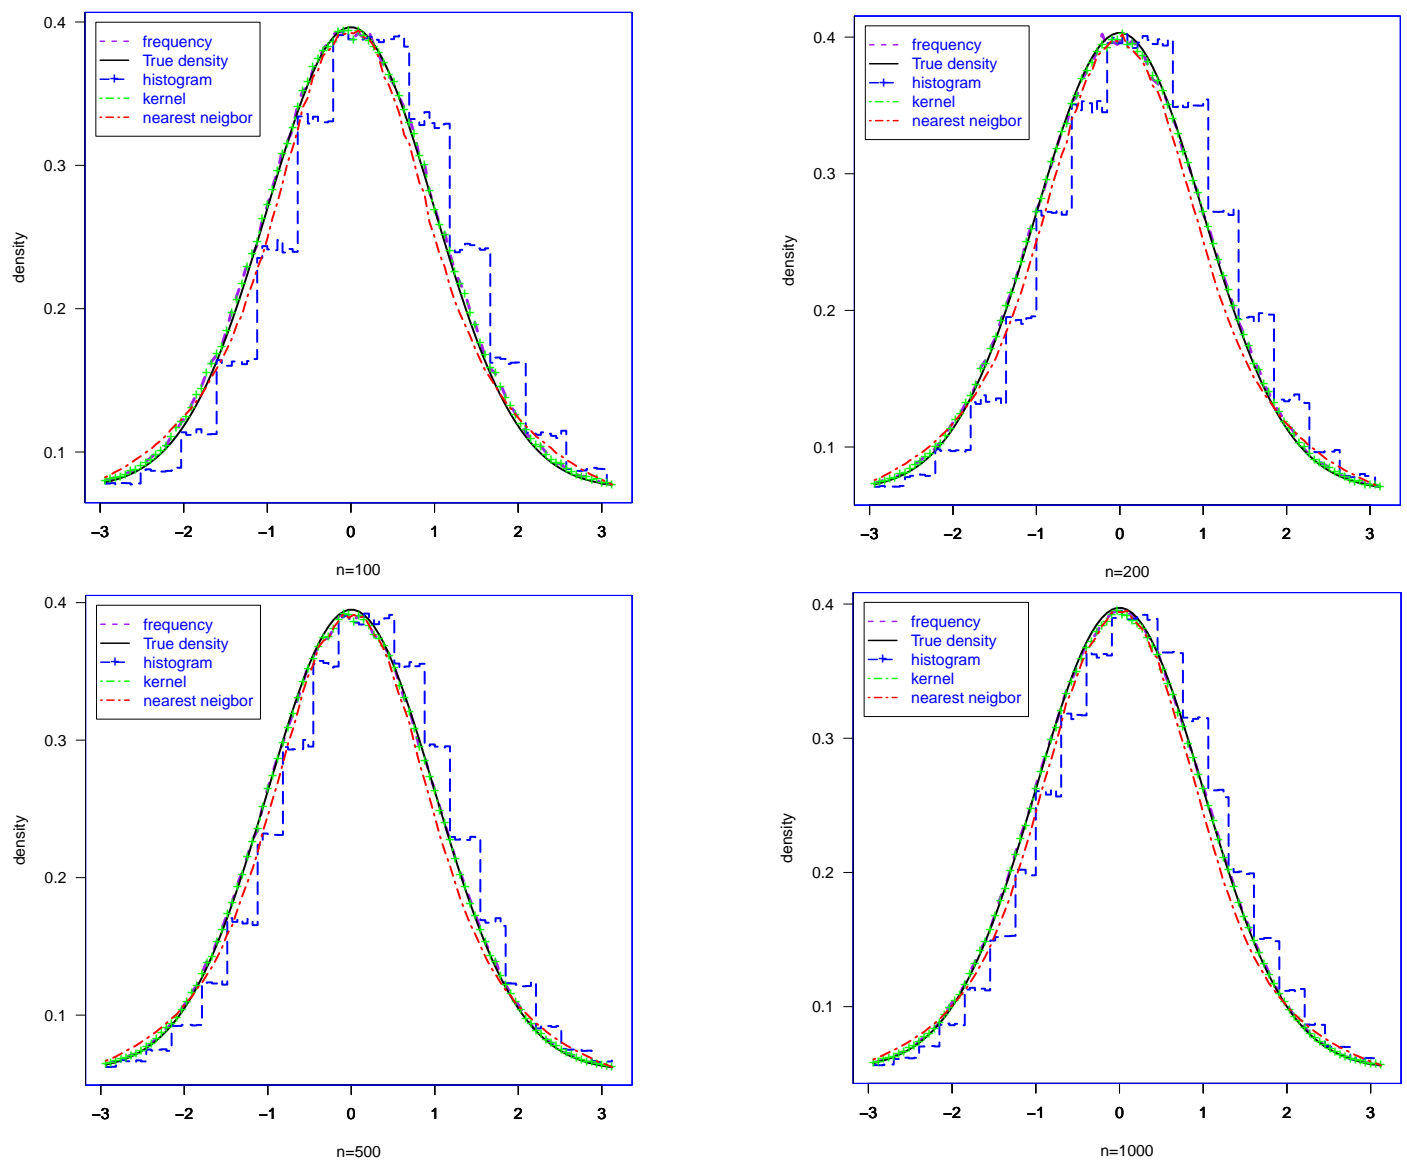 0.4
0.3
0.2
0.1
density
frequency
True density
histogram
kernel
nearest neigbor
−3 −2 −1 0 1 2 3
n=100
0.4
0.3
0.2
0.1
density
frequency
True density
histogram
kernel
nearest neigbor
−3 −2 −1 0 1 2 3
n=200
0.4
0.3
0.2
0.1
density
frequency
True density
histogram
kernel
nearest neigbor
−3 −2 −1 0 1 2 3
n=500
0.4
0.3
0.2
0.1
density
frequency
True density
histogram
kernel
nearest neigbor
−3 −2 −1 0 1 2 3
n=1000